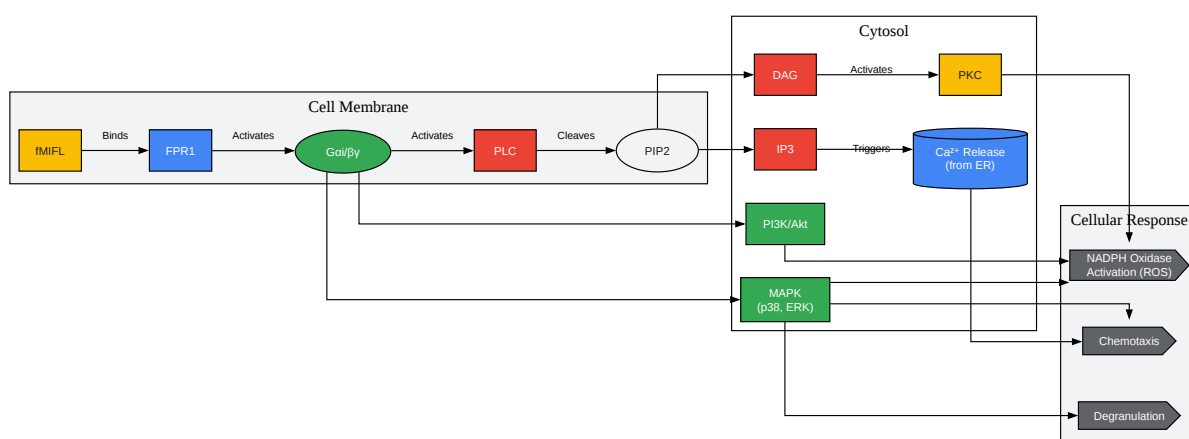 Cytosol
DAG
Activates
PKC
Cell Membrane
fMIFL
Binds
FPR1
Activates
Gαi/βγ
Activates
PLC
Cleaves
PIP2
IP3
Triggers
Ca²⁺ Release
(from ER)
PI3K/Akt
Cellular Response
NADPH Oxidase
Activation (ROS)
MAPK
(p38, ERK)
Chemotaxis
Degranulation